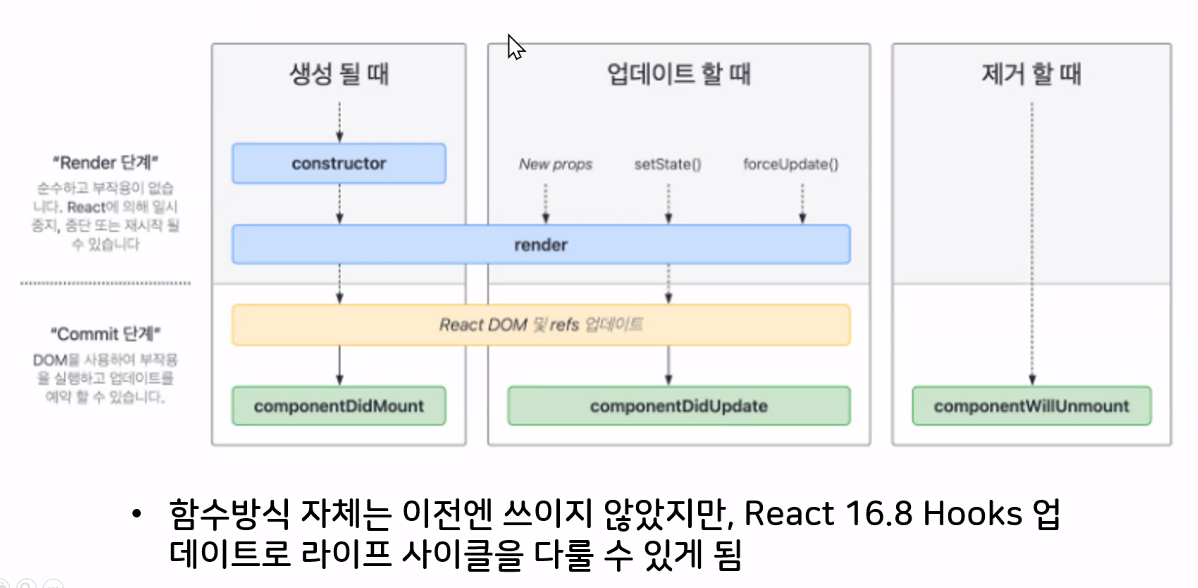 생성 될 때
업데이트 할 때
제거 할 때
"Render 단계"
순수하고 부작용이 없습
니다. React에 의해 일시
중지, 중단 또는 재시작 될
수 있습니다
constructor
New props
setState()
forceUpdate()
render
"Commit 단계"
DOM을 사용하여 부작용
을 실행하고 업데이트를
예약 할 수 있습니다.
React DOM 및 refs 업데이트
componentDidMount
componentDidUpdate
componentWillUnmount
• 함수방식 자체는 이전엔 쓰이지 않았지만, React 16.8 Hooks 업
데이트로 라이프 사이클을 다룰 수 있게 됨